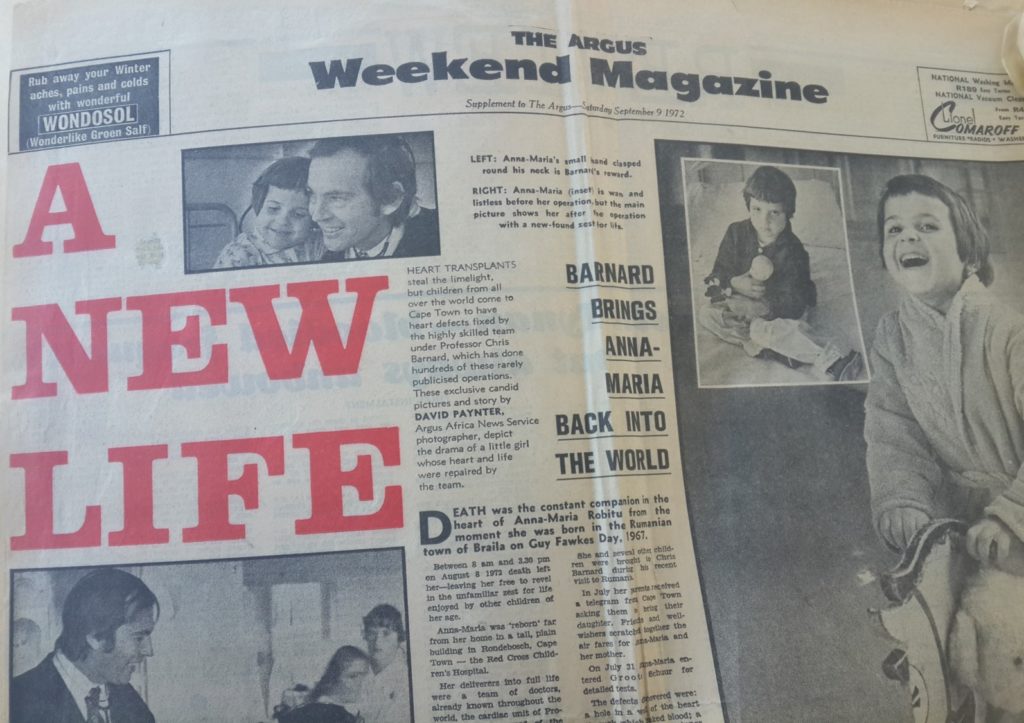 THE ARGUS
Weekend Magazine
Supplement to The Argus—Saturday September 9 1972
Rub away your Winter
aches, pains and colds
with wonderful
WONDOSOL
(Wonderlike Groen Salf)
NATIONAL Washing
R189
NATIONAL Vacuum
From
Lionel
COMAROFF
FURNITURE * RADIOS *
A
NEW
LIFE
LEFT: Anna-Maria's small hand clasped
round his neck is Barnard's reward.
RIGHT: Anna-Maria (inset) is wan and
listless before her operation, but the main
picture shows her after the operation
with a new-found zest for life.
HEART TRANSPLANTS
steal the limelight,
but children from all
over the world come to
Cape Town to have
heart defects fixed by
the highly skilled team
under Professor Chris
Barnard, which has done
hundreds of these rarely
publicised operations.
These exclusive candid
pictures and story by
DAVID PAYNTER,
Argus Africa News Service
photographer, depict
the drama of a little girl
whose heart and life
were repaired by
the team.
BARNARD
BRINGS
ANNA-
MARIA
BACK INTO
THE WORLD
DEATH was the constant companion in the
heart of Anna-Maria Robitu from the
moment she was born in the Rumanian
town of Braila on Guy Fawkes Day, 1967.
Between 8 am and 3.30 pm
on August 8 1972 death left
her—leaving her free to revel
in the unfamiliar zest for life
enjoyed by other children of
her age.
Anna-Maria was 'reborn' far
from her home in a tall, plain
building in Rondebosch, Cape
Town — the Red Cross Child-
ren's Hospital.
Her deliverers into full life
were a team of doctors,
already known throughout the
world, the cardiac unit of Pro-
She and several other child-
ren were brought to Chris
Barnard during his recent
visit to Rumania.
In July her parents received
a telegram from Cape Town
asking them to bring their
daughter. Friends and well-
wishers scratched together the
air fares for Anna-Maria and
her mother.
On July 31 Anna-Maria en-
tered Groote Schuur for
detailed tests.
The defects discovered were:
a hole in a wall of the heart